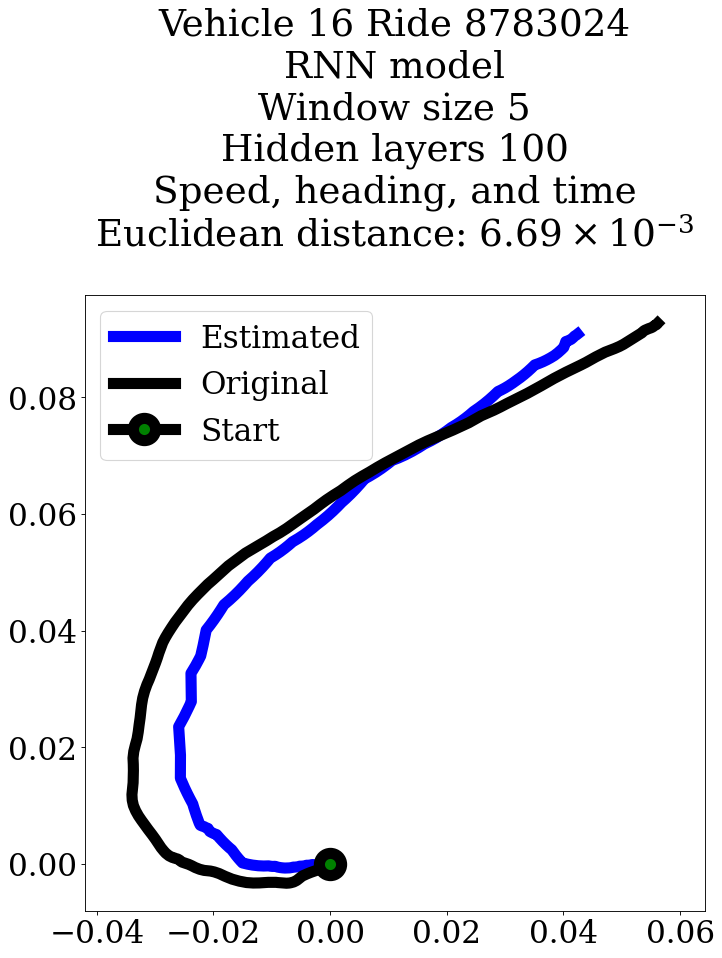 Vehicle 16 Ride 8783024
RNN model
Window size 5
Hidden layers 100
Speed, heading, and time
Euclidean distance: 6.69 × 10⁻³
Estimated
Original
Start
0.08
0.06
0.04
0.02
0.00
−0.04 −0.02 0.00 0.02 0.04 0.06